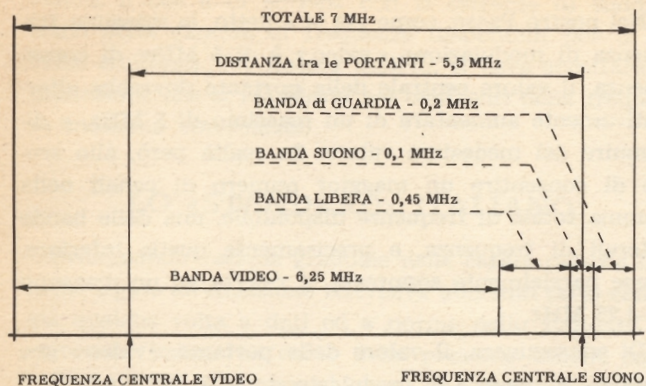 TOTALE 7 MHz
DISTANZA tra le PORTANTI - 5,5 MHz
BANDA di GUARDIA - 0,2 MHz
BANDA SUONO - 0,1 MHz
BANDA LIBERA - 0,45 MHz
BANDA VIDEO - 6,25 MHz
FREQUENZA CENTRALE VIDEO
FREQUENZA CENTRALE SUONO